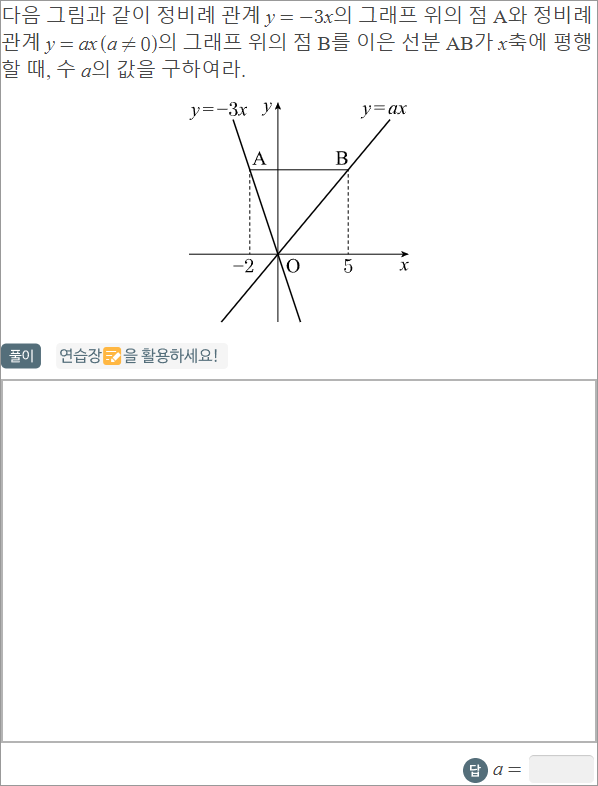 다음 그림과 같이 정비례 관계 y = −3x의 그래프 위의 점 A와 정비례
관계 y = ax (a ≠ 0)의 그래프 위의 점 B를 이은 선분 AB가 x축에 평행
할 때, 수 a의 값을 구하여라.
y=−3x y y=ax
A B
−2 O 5 x
풀이 연습장 을 활용하세요!
답 a =